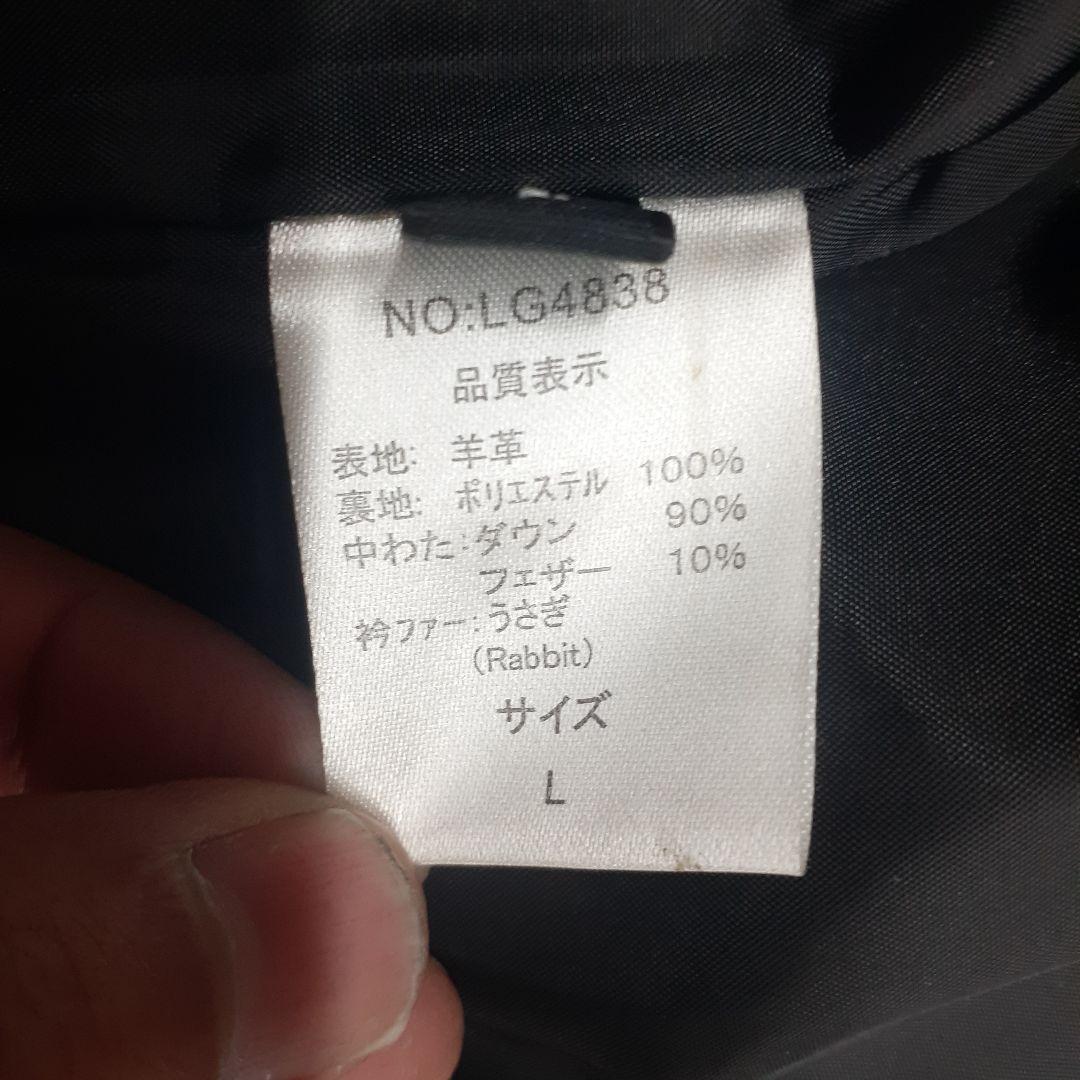 NO:LG4838
品質表示
表地: 羊革
裏地: ポリエステル 100%
中わた:ダウン 90%
フェザー 10%
衿ファー:うさぎ
(Rabbit)
サイズ
L